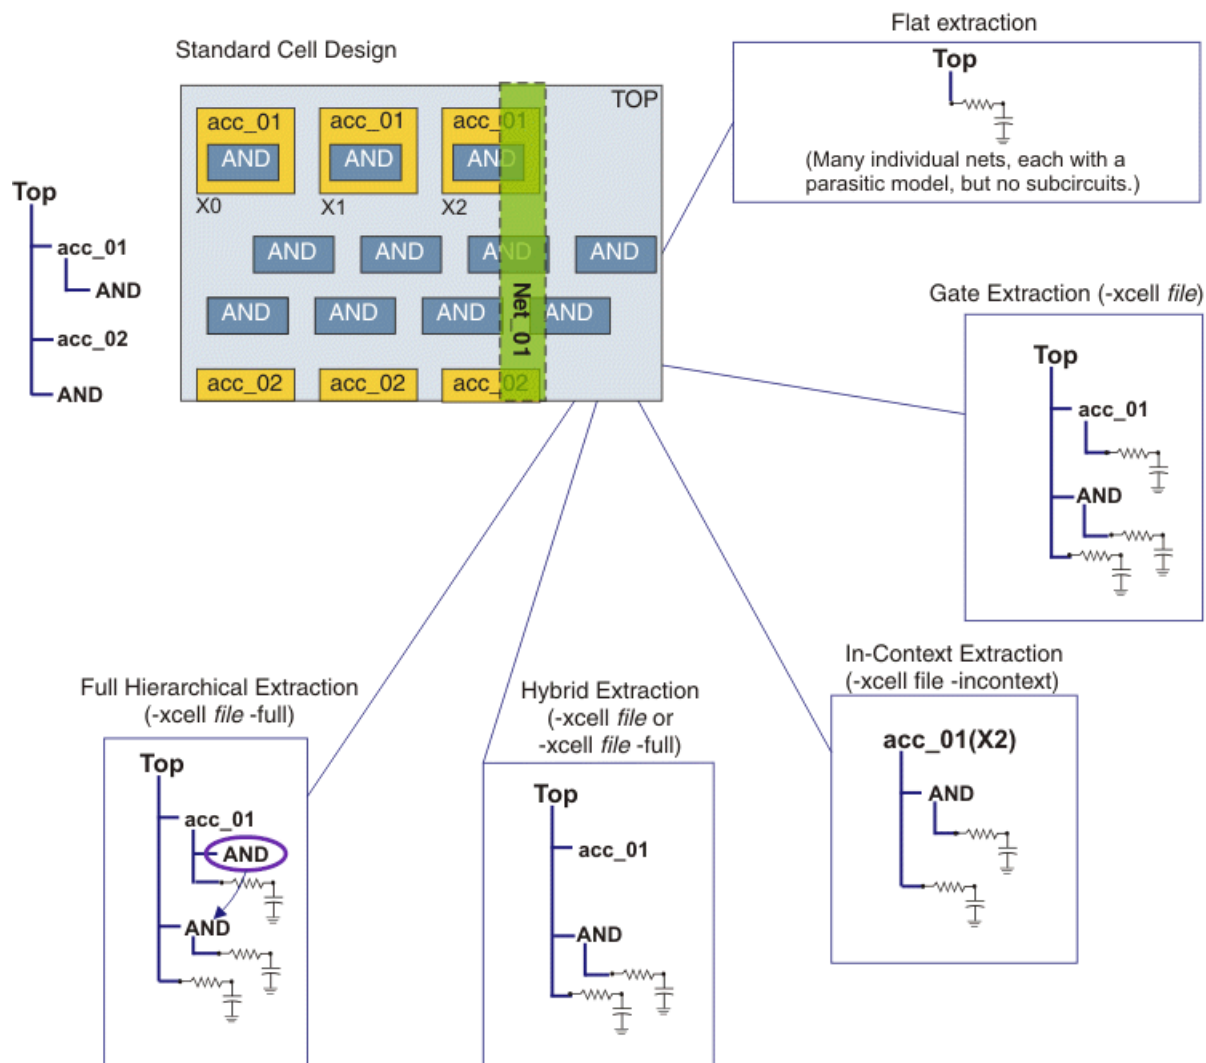 Flat extraction
Standard Cell Design
Top
TOP
acc_01 acc_01 acc_01
AND AND AND
(Many individual nets, each with a
parasitic model, but no subcircuits.)
Top
X0 X1 X2
acc_01
AND AND AND AND
AND
Net_01
Gate Extraction (-xcell file)
AND AND AND AND
acc_02
Top
acc_02 acc_02 acc_02
AND
acc_01
AND
In-Context Extraction
(-xcell file -incontext)
Full Hierarchical Extraction
(-xcell file -full)
Hybrid Extraction
(-xcell file or
-xcell file -full)
acc_01(X2)
AND
Top
acc_01
AND
AND
Top
acc_01
AND